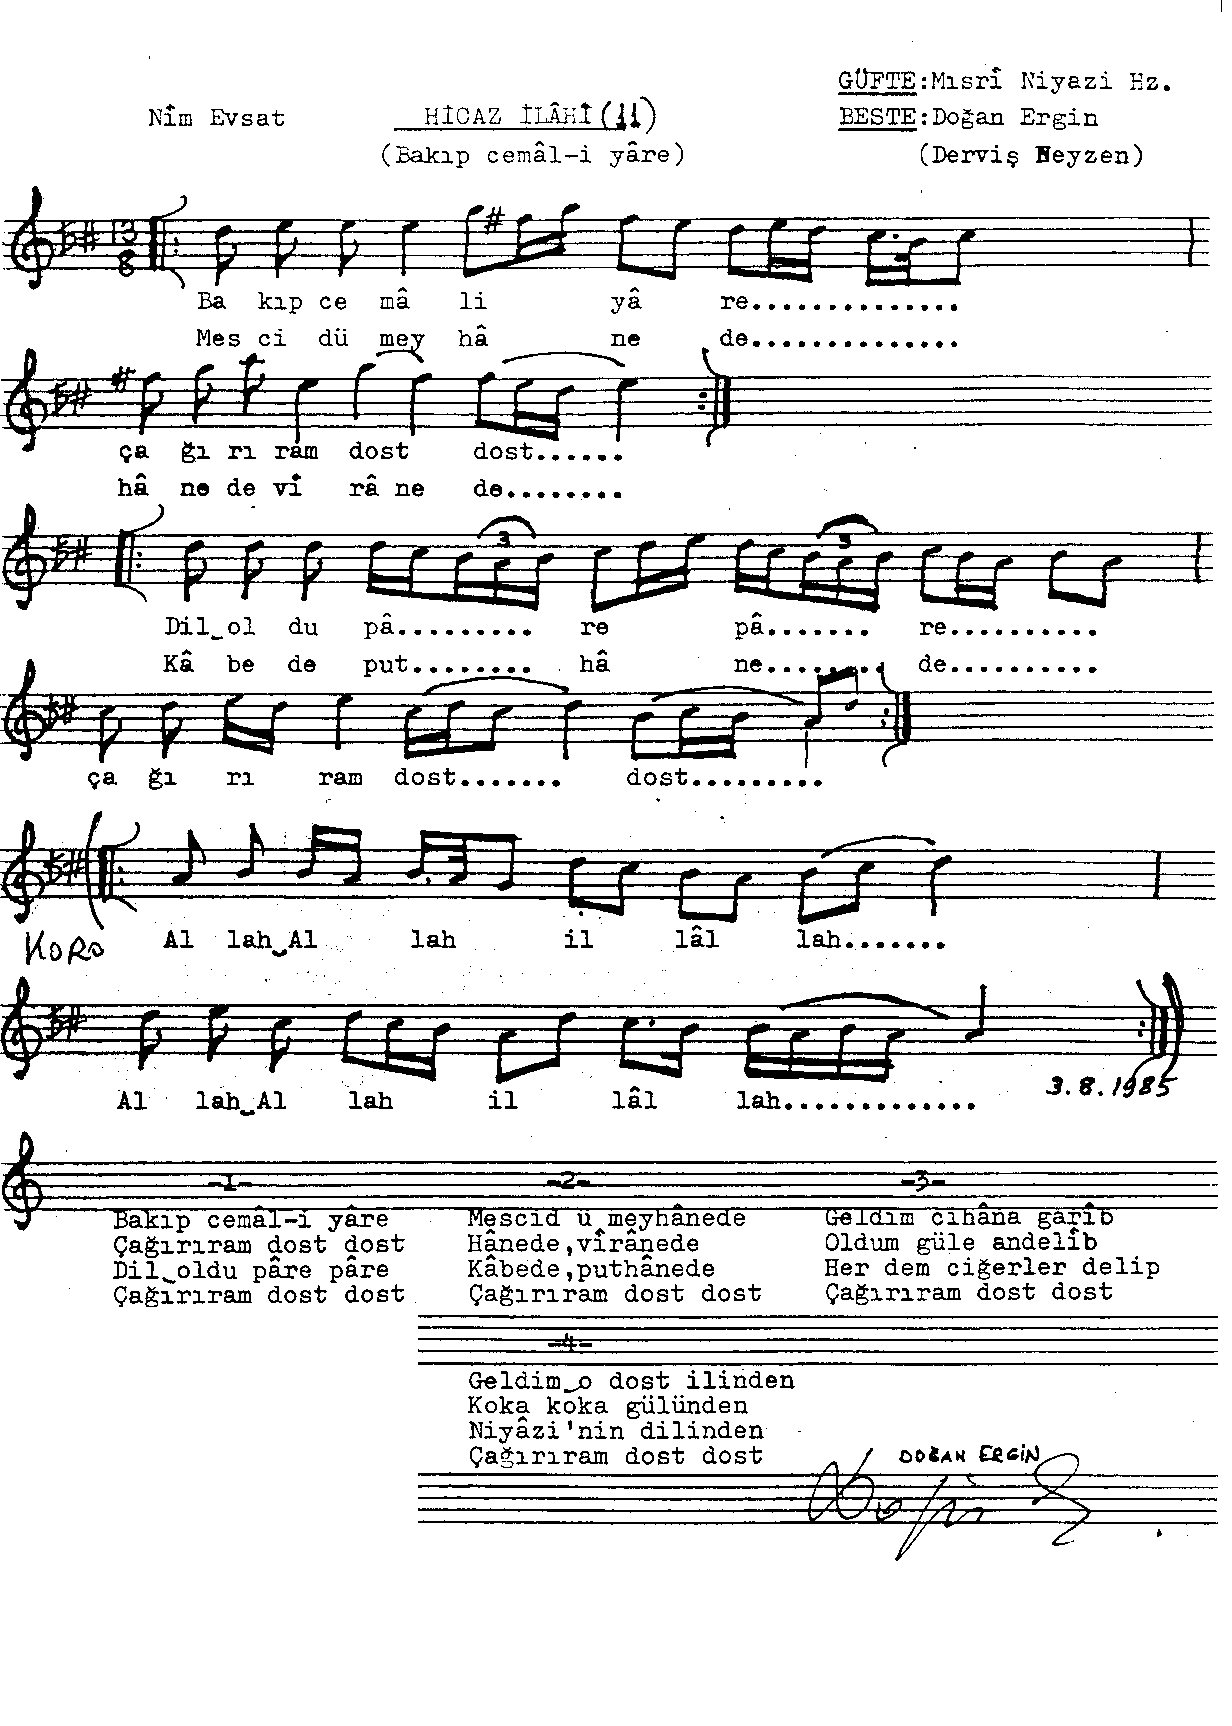 GÜFTE:Mısrî Niyazi Hz.
Nîm Evsat HİCAZ İLÂHÎ(11) BESTE:Doğan Ergin
(Bakıp cemâl-i yâre) (Derviş Neyzen)
13
8
Ba kıp ce mâ li yâ re..............
Mes ci dü mey hâ ne de..............
ça ğı rı ram dost dost......
hâ ne de vî râ ne de........
3 3
Dil_ol du pâ......... re pâ....... re..........
Kâ be de put........ hâ ne........ de..........
ça ğı rı ram dost....... dost.........
KORO Al lah_Al lah il lâl lah.......
Al lah_Al lah il lâl lah............. 3.8.1985
-1- -2- -3-
Bakıp cemâl-i yâre Mescid ü meyhânede Geldim cihâna garîb
Çağırıram dost dost Hânede,vîrânede Oldum güle andelîb
Dil_oldu pâre pâre Kâbede,puthânede Her dem ciğerler delip
Çağırıram dost dost Çağırıram dost dost Çağırıram dost dost
-4-
Geldim_o dost ilinden
Koka koka gülünden
Niyâzi'nin dilinden
Çağırıram dost dost DOĞAN ERGİN